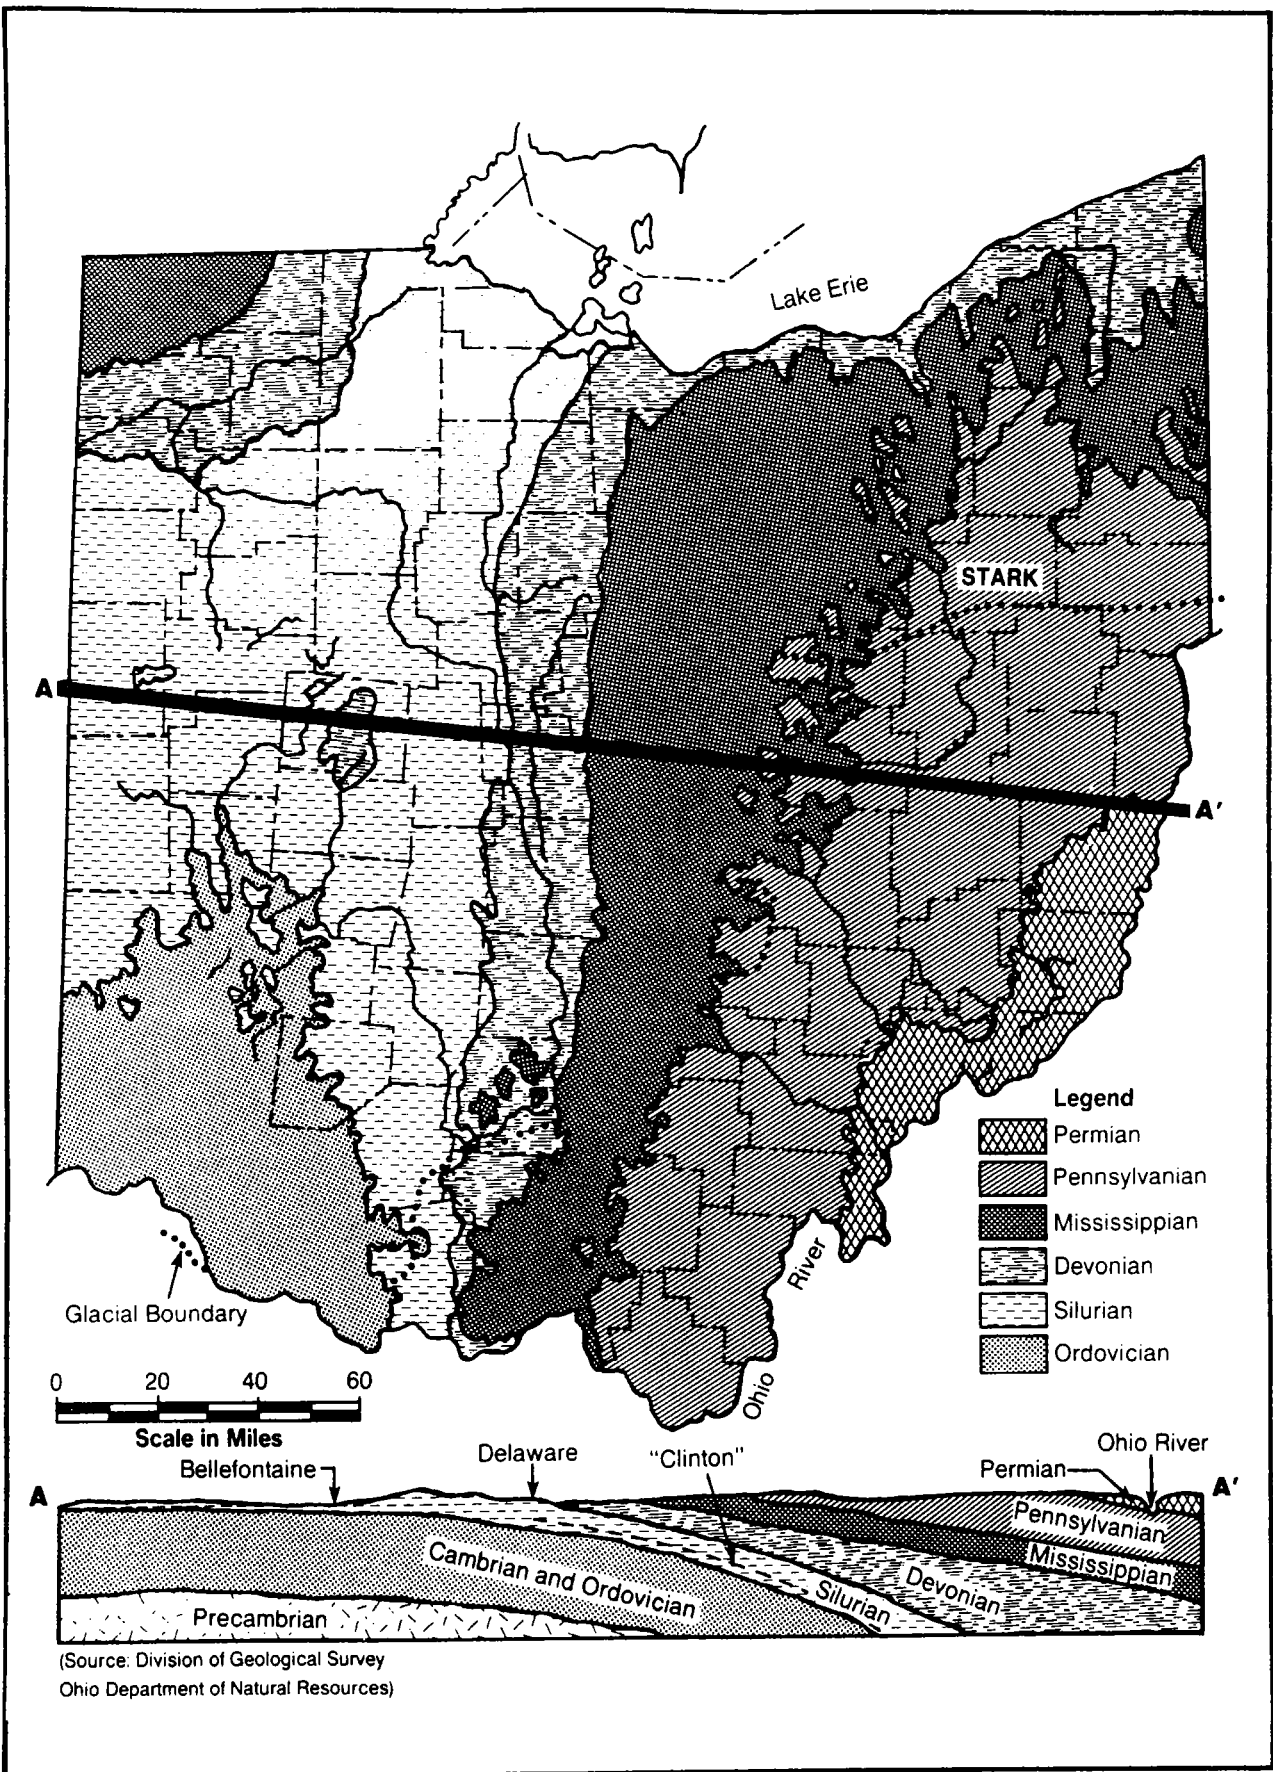 Lake Erie
STARK
A
A'
Legend
Permian
Pennsylvanian
Mississippian
Devonian
Silurian
Ordovician
River
Ohio
Glacial Boundary
0 20 40 60
Scale in Miles
Bellefontaine
Delaware
"Clinton"
Ohio River
Permian
A
A'
Pennsylvanian
Mississippian
Cambrian and Ordovician
Devonian
Silurian
Precambrian
(Source: Division of Geological Survey
Ohio Department of Natural Resources)